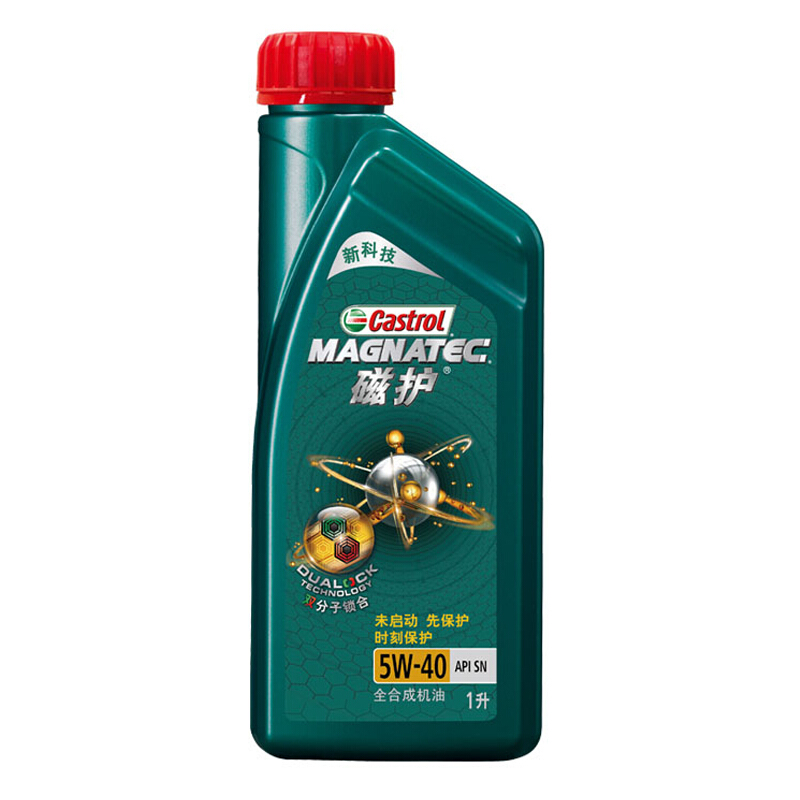 新科技
Castrol
MAGNATEC
磁护®
DUALOCK
TECHNOLOGY
双分子锁合
未启动 先保护
时刻保护
5W-40 API SN
全合成机油 1升